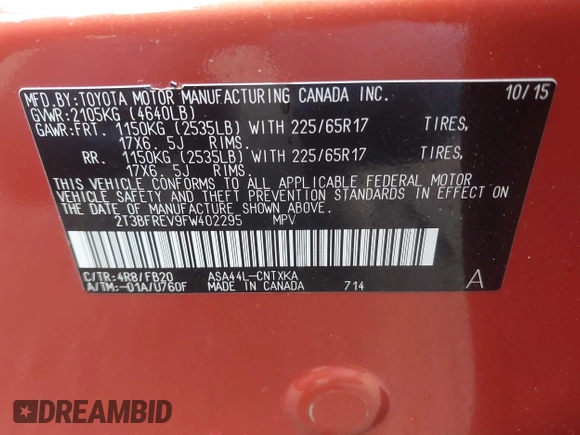 MFD.BY:TOYOTA MOTOR MANUFACTURING CANADA INC. 10/15
GVWR:2105KG (4640LB)
GAWR:FRT. 1150KG (2535LB) WITH 225/65R17 TIRES,
17X6. 5J RIMS.
RR. 1150KG (2535LB) WITH 225/65R17 TIRES,
17X6. 5J RIMS.
THIS VEHICLE CONFORMS TO ALL APPLICABLE FEDERAL MOTOR
VEHICLE SAFETY AND THEFT PREVENTION STANDARDS IN EFFECT ON
THE DATE OF MANUFACTURE SHOWN ABOVE.
2T3BFREV9FW402295 MPV
C/TR:4R8/FB20 ASA44L-CNTXKA
A/TM:-01A/U760F MADE IN CANADA 714 A
DREAMBID